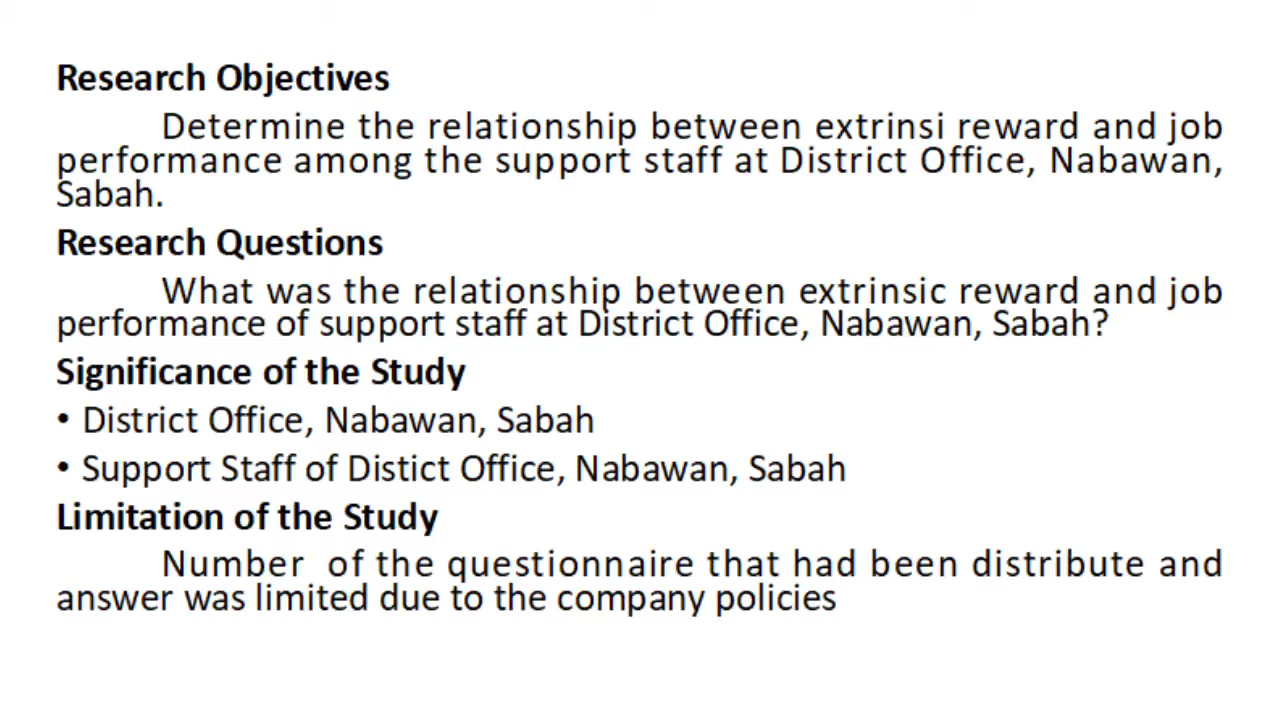 Research Objectives
Determine the relationship between extrinsi reward and job
performance among the support staff at District Office, Nabawan,
Sabah.
Research Questions
What was the relationship between extrinsic reward and job
performance of support staff at District Office, Nabawan, Sabah?
Significance of the Study
• District Office, Nabawan, Sabah
• Support Staff of Distict Office, Nabawan, Sabah
Limitation of the Study
Number of the questionnaire that had been distribute and
answer was limited due to the company policies